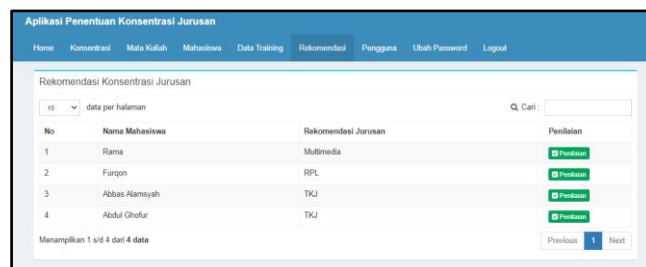 Aplikasi Penentuan Konsentrasi Jurusan
Home Konsentrasi Mata Kuliah Mahasiswa Data Training Rekomendasi Pengguna Ubah Password Logout
Rekomendasi Konsentrasi Jurusan
10 data per halaman Cari :
No Nama Mahasiswa Rekomendasi Jurusan Penilaian
1 Rama Multimedia Penilaian
2 Furqon RPL Penilaian
3 Abbas Alamsyah TKJ Penilaian
4 Abdul Ghofur TKJ Penilaian
Menampilkan 1 s/d 4 dari 4 data Previous 1 Next